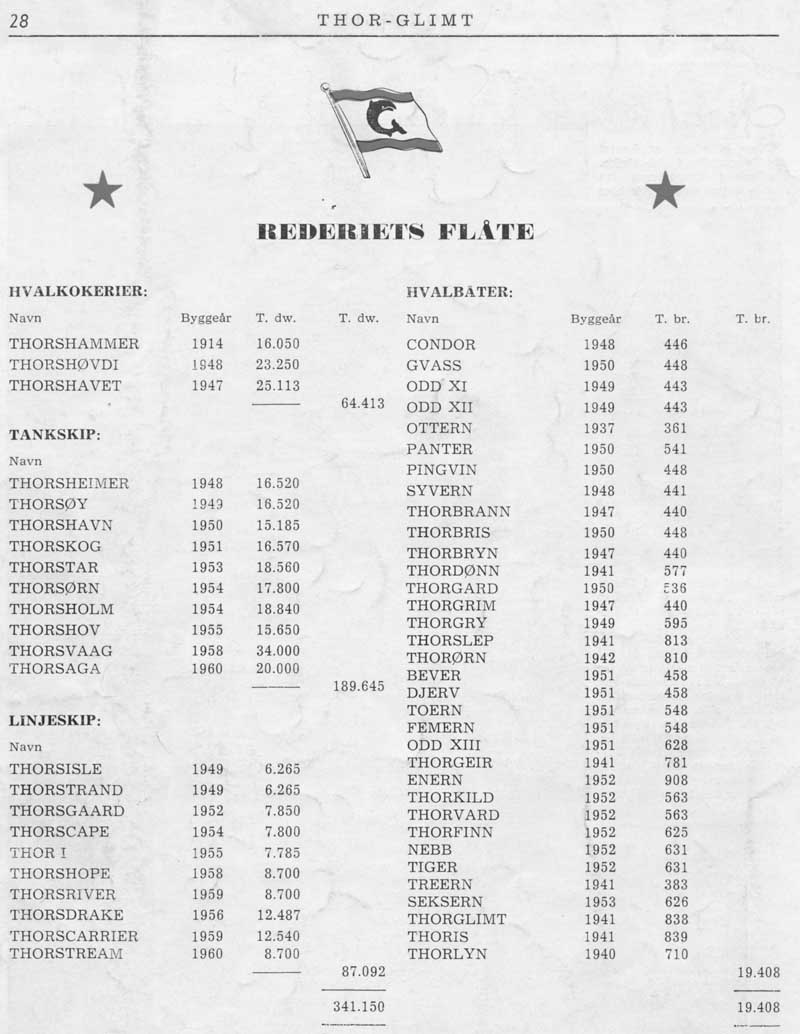 28 THOR-GLIMT
REDERIETS FLÅTE
HVALKOKERIER:
Navn Byggeår T. dw. T. dw.
THORSHAMMER 1914 16.050
THORSHØVDI 1948 23.250
THORSHAVET 1947 25.113
64.413
TANKSKIP:
Navn
THORSHEIMER 1948 16.520
THORSØY 1949 16.520
THORSHAVN 1950 15.185
THORSKOG 1951 16.570
THORSTAR 1953 18.560
THORSØRN 1954 17.800
THORSHOLM 1954 18.840
THORSHOV 1955 15.650
THORSVAAG 1958 34.000
THORSAGA 1960 20.000
189.645
LINJESKIP:
Navn
THORSISLE 1949 6.265
THORSTRAND 1949 6.265
THORSGAARD 1952 7.850
THORSCAPE 1954 7.800
THOR I 1955 7.785
THORSHOPE 1958 8.700
THORSRIVER 1959 8.700
THORSDRAKE 1956 12.487
THORSCARRIER 1959 12.540
THORSTREAM 1960 8.700
87.092
341.150
HVALBÅTER:
Navn Byggeår T. br. T. br.
CONDOR 1948 446
GVASS 1950 448
ODD XI 1949 443
ODD XII 1949 443
OTTERN 1937 361
PANTER 1950 541
PINGVIN 1950 448
SYVERN 1948 441
THORBRANN 1947 440
THORBRIS 1950 448
THORBRYN 1947 440
THORDØNN 1941 577
THORGARD 1950 536
THORGRIM 1947 440
THORGRY 1949 595
THORSLEP 1941 813
THORØRN 1942 810
BEVER 1951 458
DJERV 1951 458
TOERN 1951 548
FEMERN 1951 548
ODD XIII 1951 628
THORGEIR 1941 781
ENERN 1952 908
THORKILD 1952 563
THORVARD 1952 563
THORFINN 1952 625
NEBB 1952 631
TIGER 1952 631
TREERN 1941 383
SEKSERN 1953 626
THORGLIMT 1941 838
THORIS 1941 839
THORLYN 1940 710
19.408
19.408